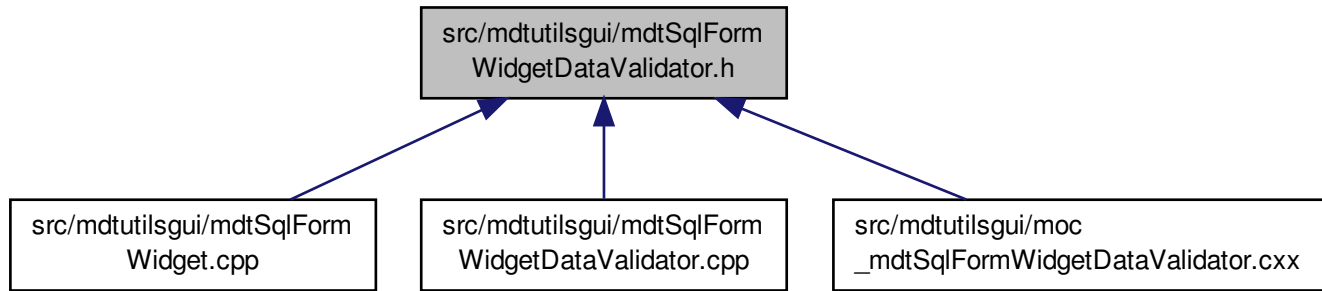 src/mdtutilsgui/mdtSqlForm
WidgetDataValidator.h
src/mdtutilsgui/mdtSqlForm
Widget.cpp
src/mdtutilsgui/mdtSqlForm
WidgetDataValidator.cpp
src/mdtutilsgui/moc
_mdtSqlFormWidgetDataValidator.cxx